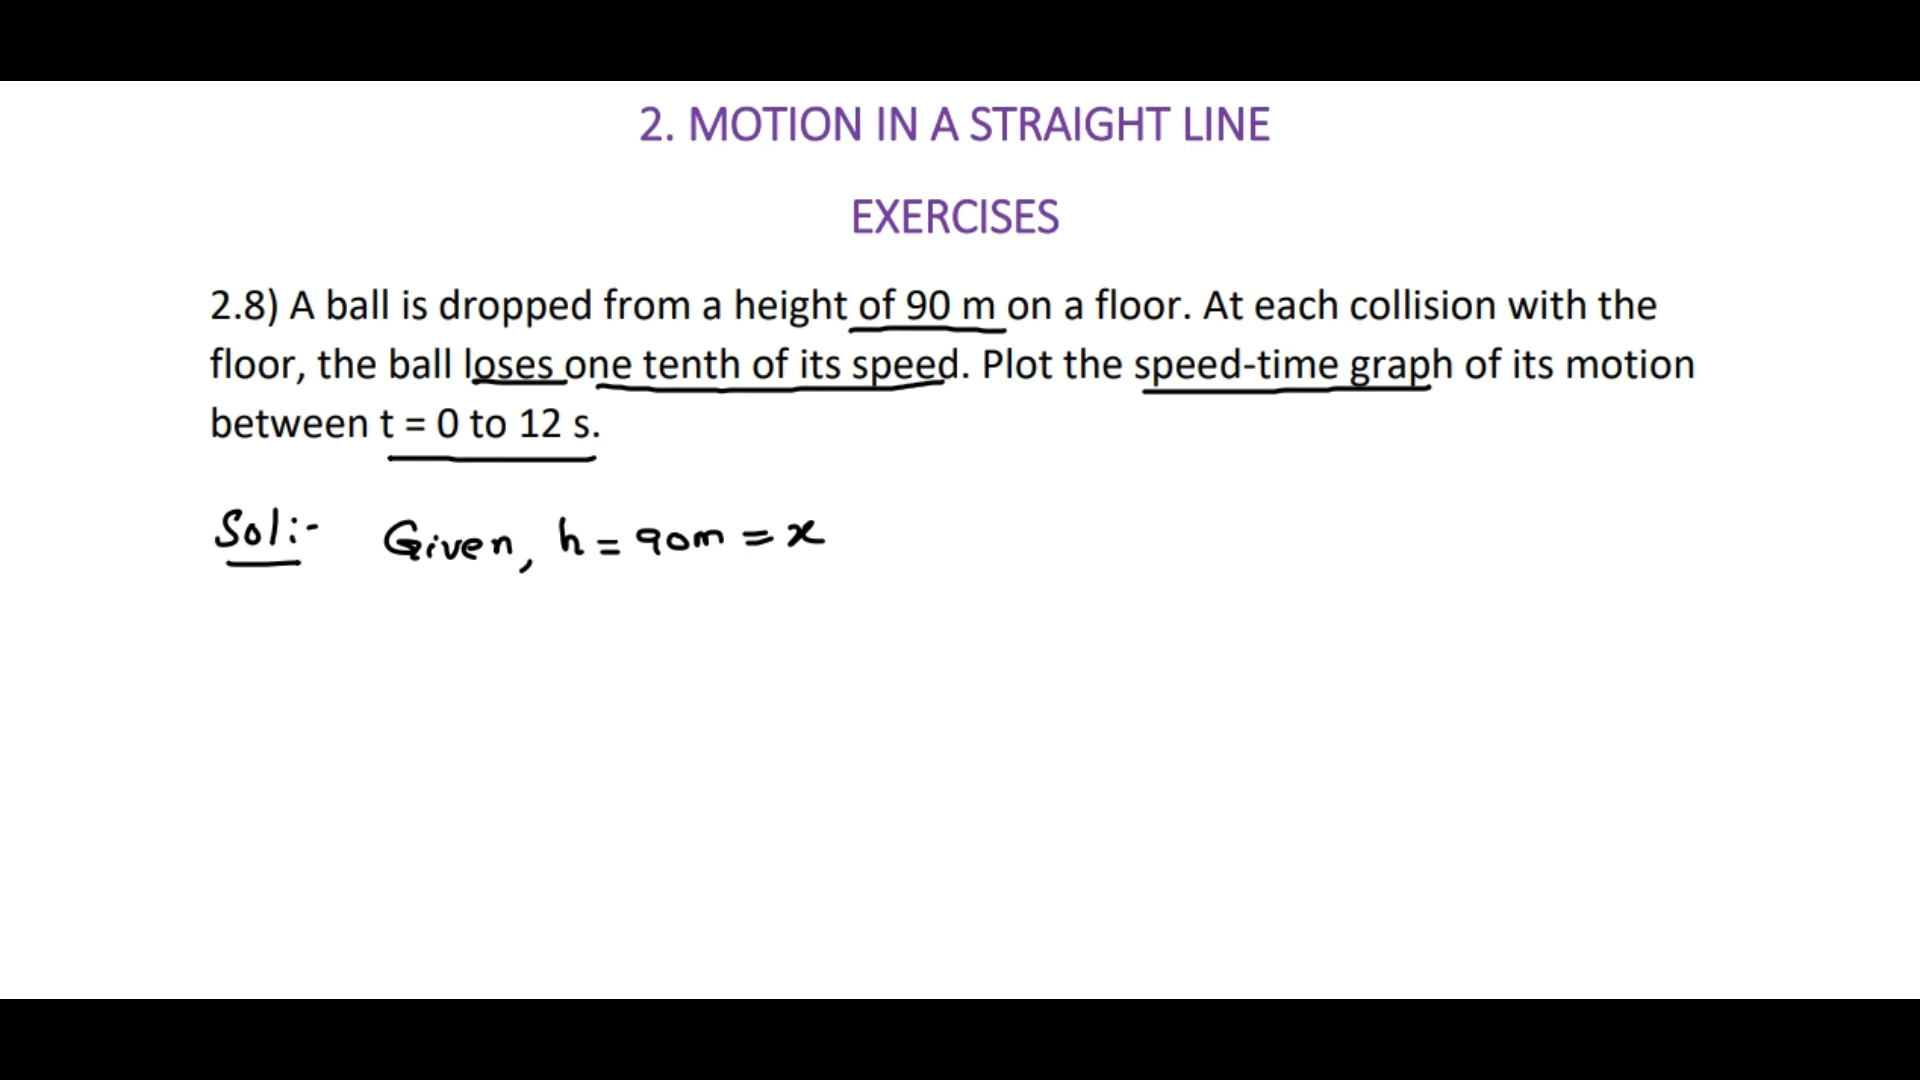 2. MOTION IN A STRAIGHT LINE
EXERCISES
2.8) A ball is dropped from a height of 90 m on a floor. At each collision with the
floor, the ball loses one tenth of its speed. Plot the speed-time graph of its motion
between t = 0 to 12 s.
Sol:- Given, h = 90m = x